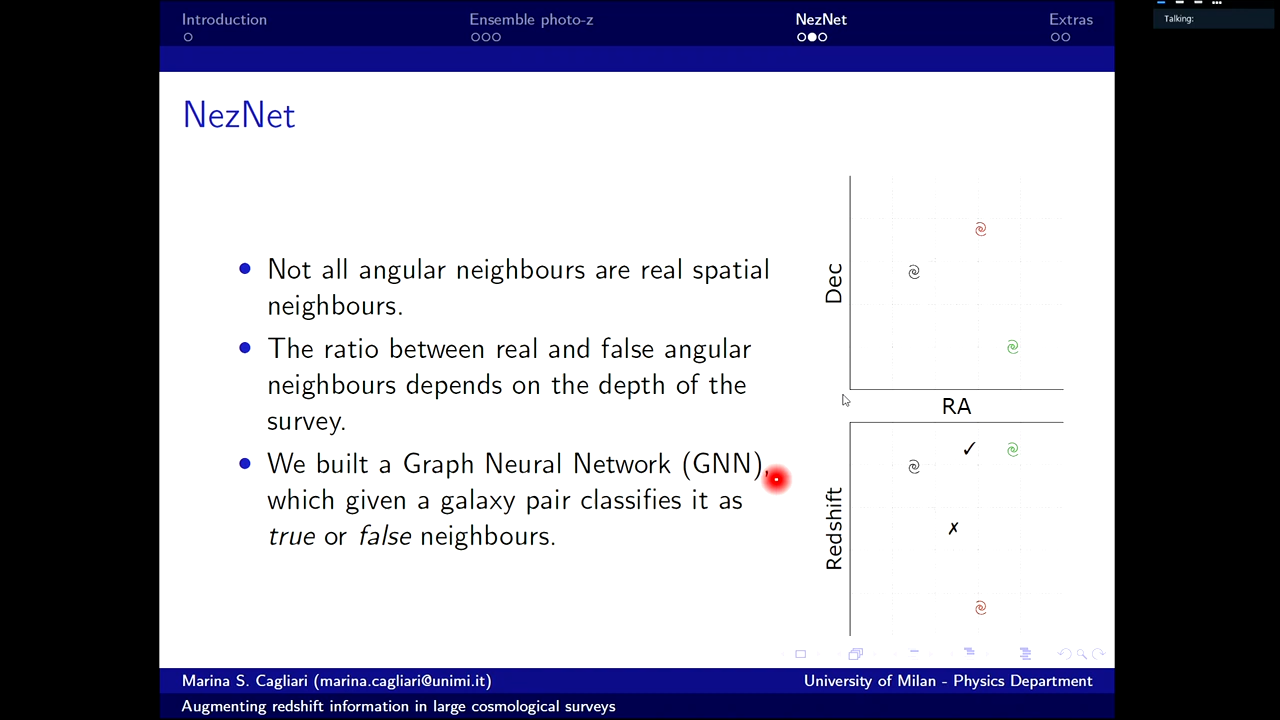 Introduction
Ensemble photo-z
NezNet
Extras
Talking:
NezNet
• Not all angular neighbours are real spatial
neighbours.
• The ratio between real and false angular
neighbours depends on the depth of the
survey.
• We built a Graph Neural Network (GNN),
which given a galaxy pair classifies it as
true or false neighbours.
Dec
RA
✓
Redshift
✗
Marina S. Cagliari (marina.cagliari@unimi.it)
University of Milan - Physics Department
Augmenting redshift information in large cosmological surveys